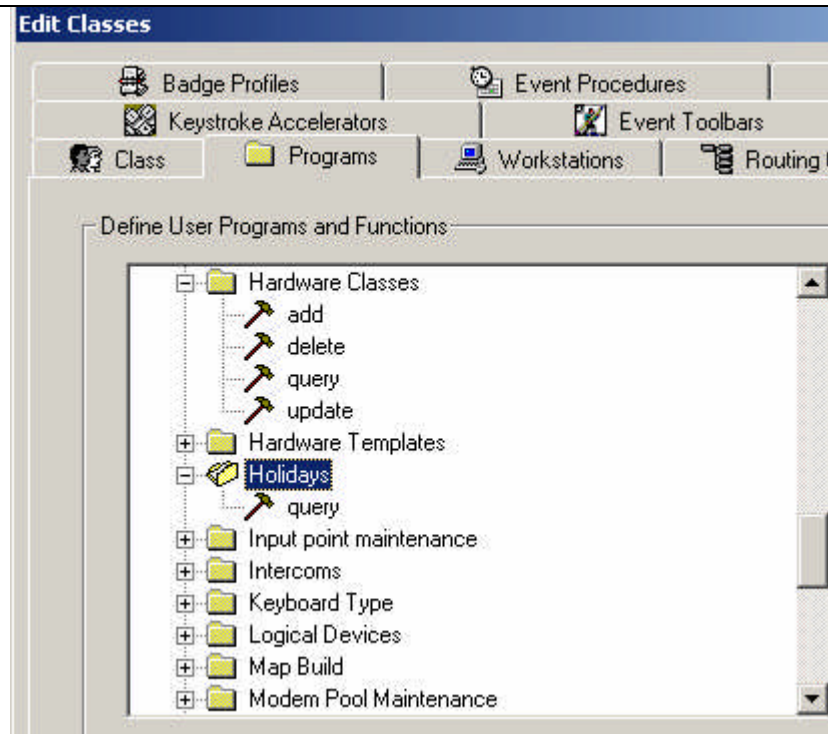 Edit Classes
Badge Profiles Event Procedures
Keystroke Accelerators Event Toolbars
Class Programs Workstations Routing
Define User Programs and Functions
Hardware Classes
add
delete
query
update
Hardware Templates
Holidays
query
Input point maintenance
Intercoms
Keyboard Type
Logical Devices
Map Build
Modem Pool Maintenance